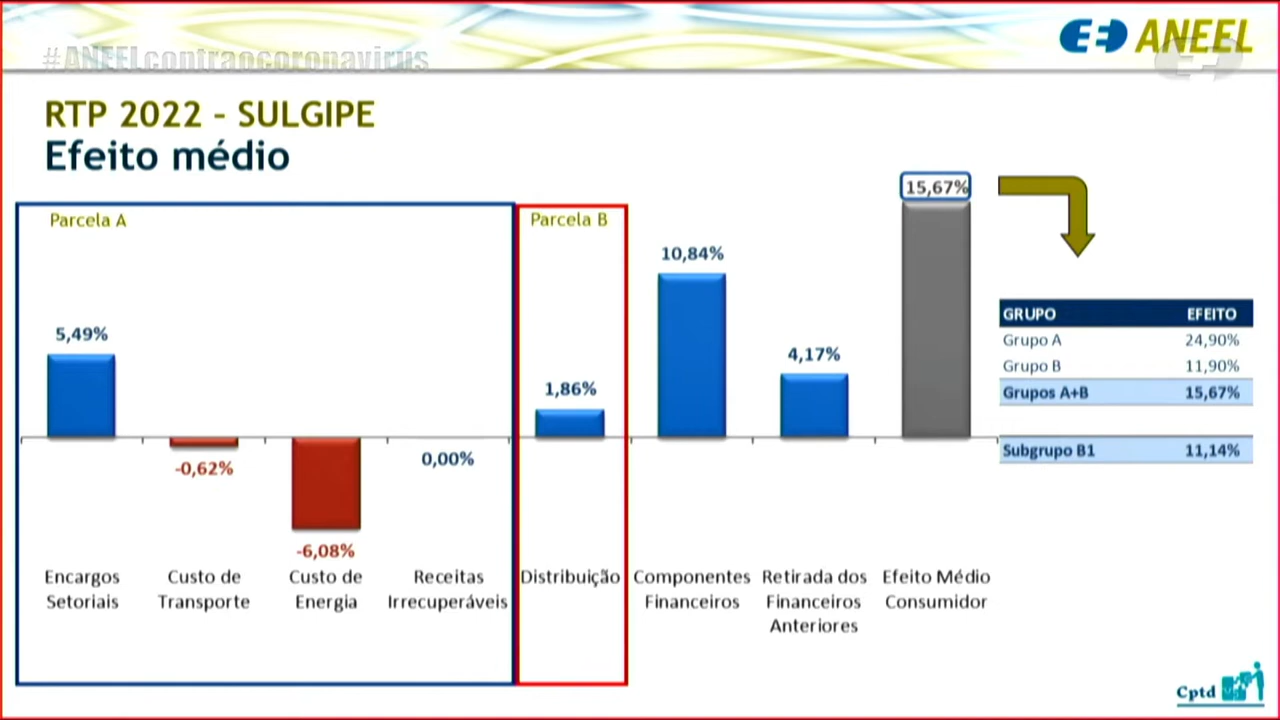 #ANEELcontraocoronavirus
ANEEL
RTP 2022 - SULGIPE
Efeito médio
Parcela A
Parcela B
5,49%
-0,62%
-6,08%
0,00%
1,86%
10,84%
4,17%
15,67%
Encargos Setoriais
Custo de Transporte
Custo de Energia
Receitas Irrecuperáveis
Distribuição
Componentes Financeiros
Retirada dos Financeiros Anteriores
Efeito Médio Consumidor
GRUPO EFEITO
Grupo A 24,90%
Grupo B 11,90%
Grupos A+B 15,67%
Subgrupo B1 11,14%
Cptd